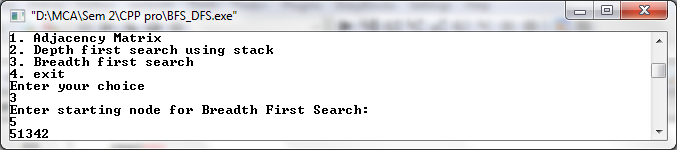 "D:\MCA\Sem 2\CPP pro\BFS_DFS.exe"
1. Adjacency Matrix
2. Depth first search using stack
3. Breadth first search
4. exit
Enter your choice
3
Enter starting node for Breadth First Search:
5
51342